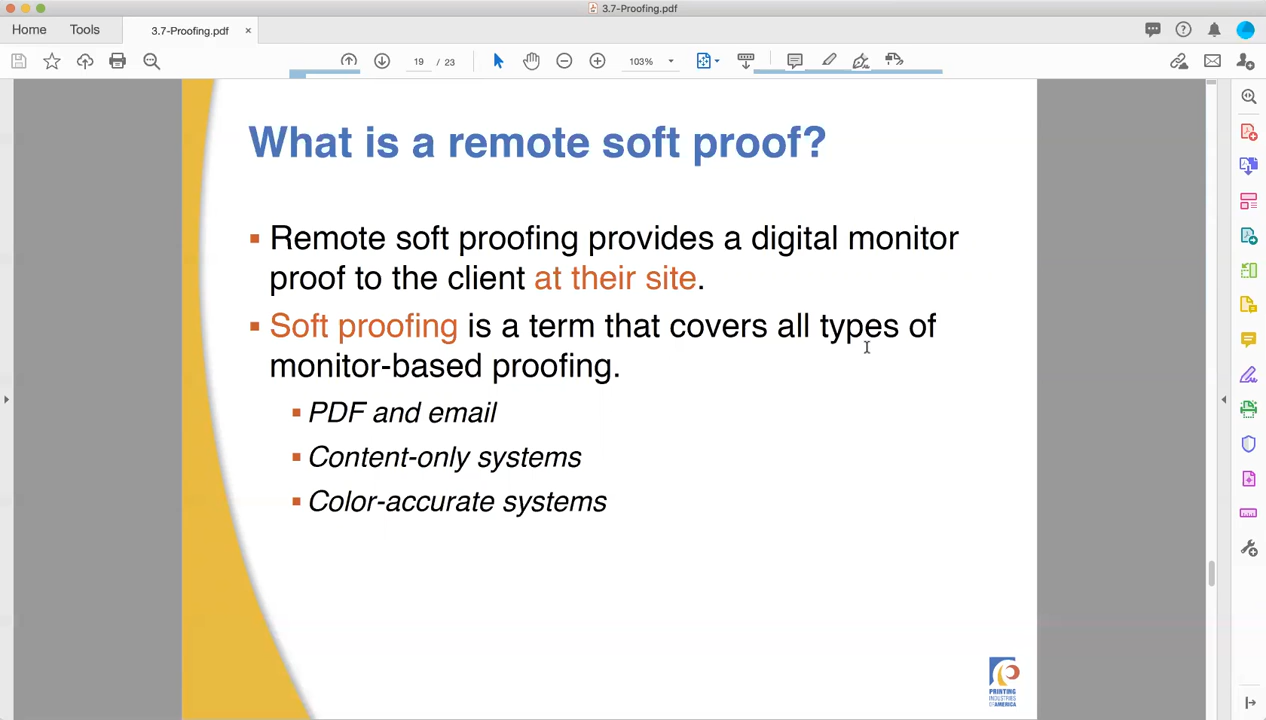 3.7-Proofing.pdf
Home
Tools
3.7-Proofing.pdf
×
19 / 23
103%
What is a remote soft proof?
Remote soft proofing provides a digital monitor
proof to the client at their site.
Soft proofing is a term that covers all types of
monitor-based proofing.
PDF and email
Content-only systems
Color-accurate systems
PRINTING
INDUSTRIES
OF AMERICA